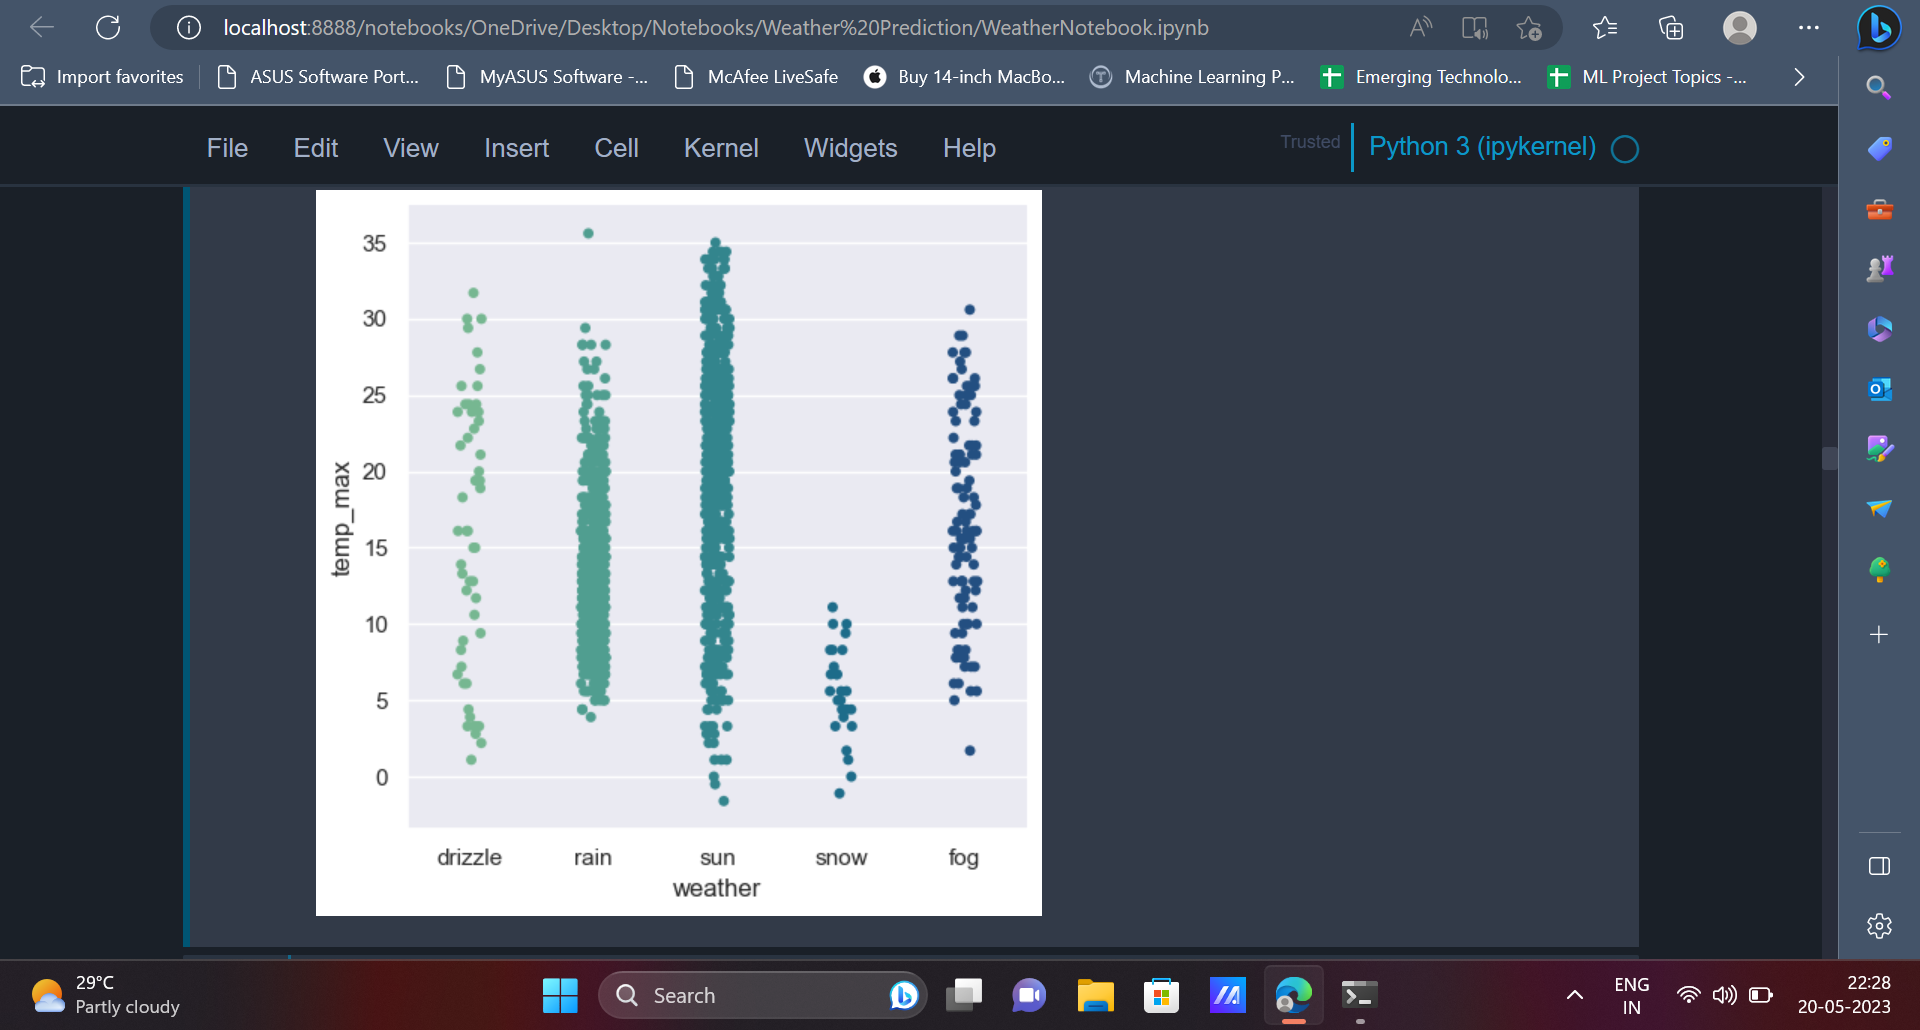 localhost:8888/notebooks/OneDrive/Desktop/Notebooks/Weather%20Prediction/WeatherNotebook.ipynb
Import favorites ASUS Software Port... MyASUS Software -... McAfee LiveSafe Buy 14-inch MacBo... Machine Learning P... Emerging Technolo... ML Project Topics -...
File Edit View Insert Cell Kernel Widgets Help Trusted Python 3 (ipykernel)
35
30
25
20
15
10
5
0
temp_max
drizzle rain sun snow fog
weather
29°C
Partly cloudy
Search
ENG
IN
22:28
20-05-2023